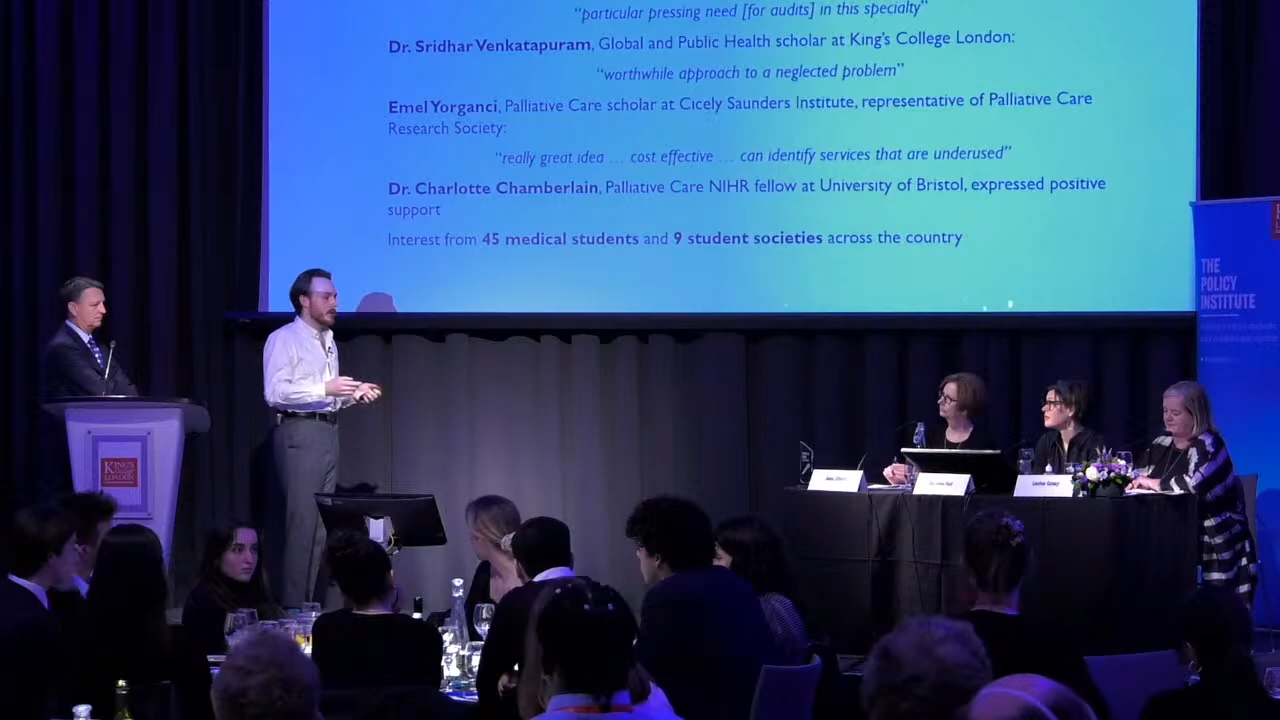 “particular pressing need [for audits] in this specialty”
Dr. Sridhar Venkatapuram, Global and Public Health scholar at King's College London:
“worthwhile approach to a neglected problem”
Emel Yorganci, Palliative Care scholar at Cicely Saunders Institute, representative of Palliative Care
Research Society:
“really great idea … cost effective … can identify services that are underused”
Dr. Charlotte Chamberlain, Palliative Care NIHR fellow at University of Bristol, expressed positive
support
Interest from 45 medical students and 9 student societies across the country
THE
POLICY
INSTITUTE
KING'S
College
LONDON